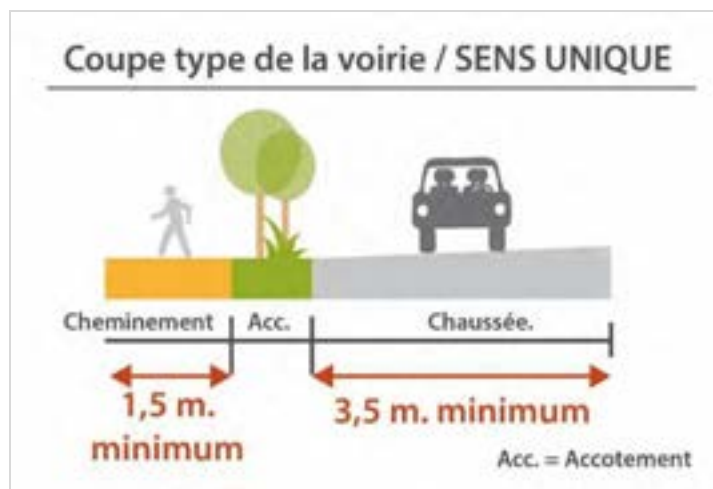 Coupe type de la voirie / SENS UNIQUE
Cheminement Acc. Chaussée.
1,5 m. minimum
3,5 m. minimum
Acc. = Accotement